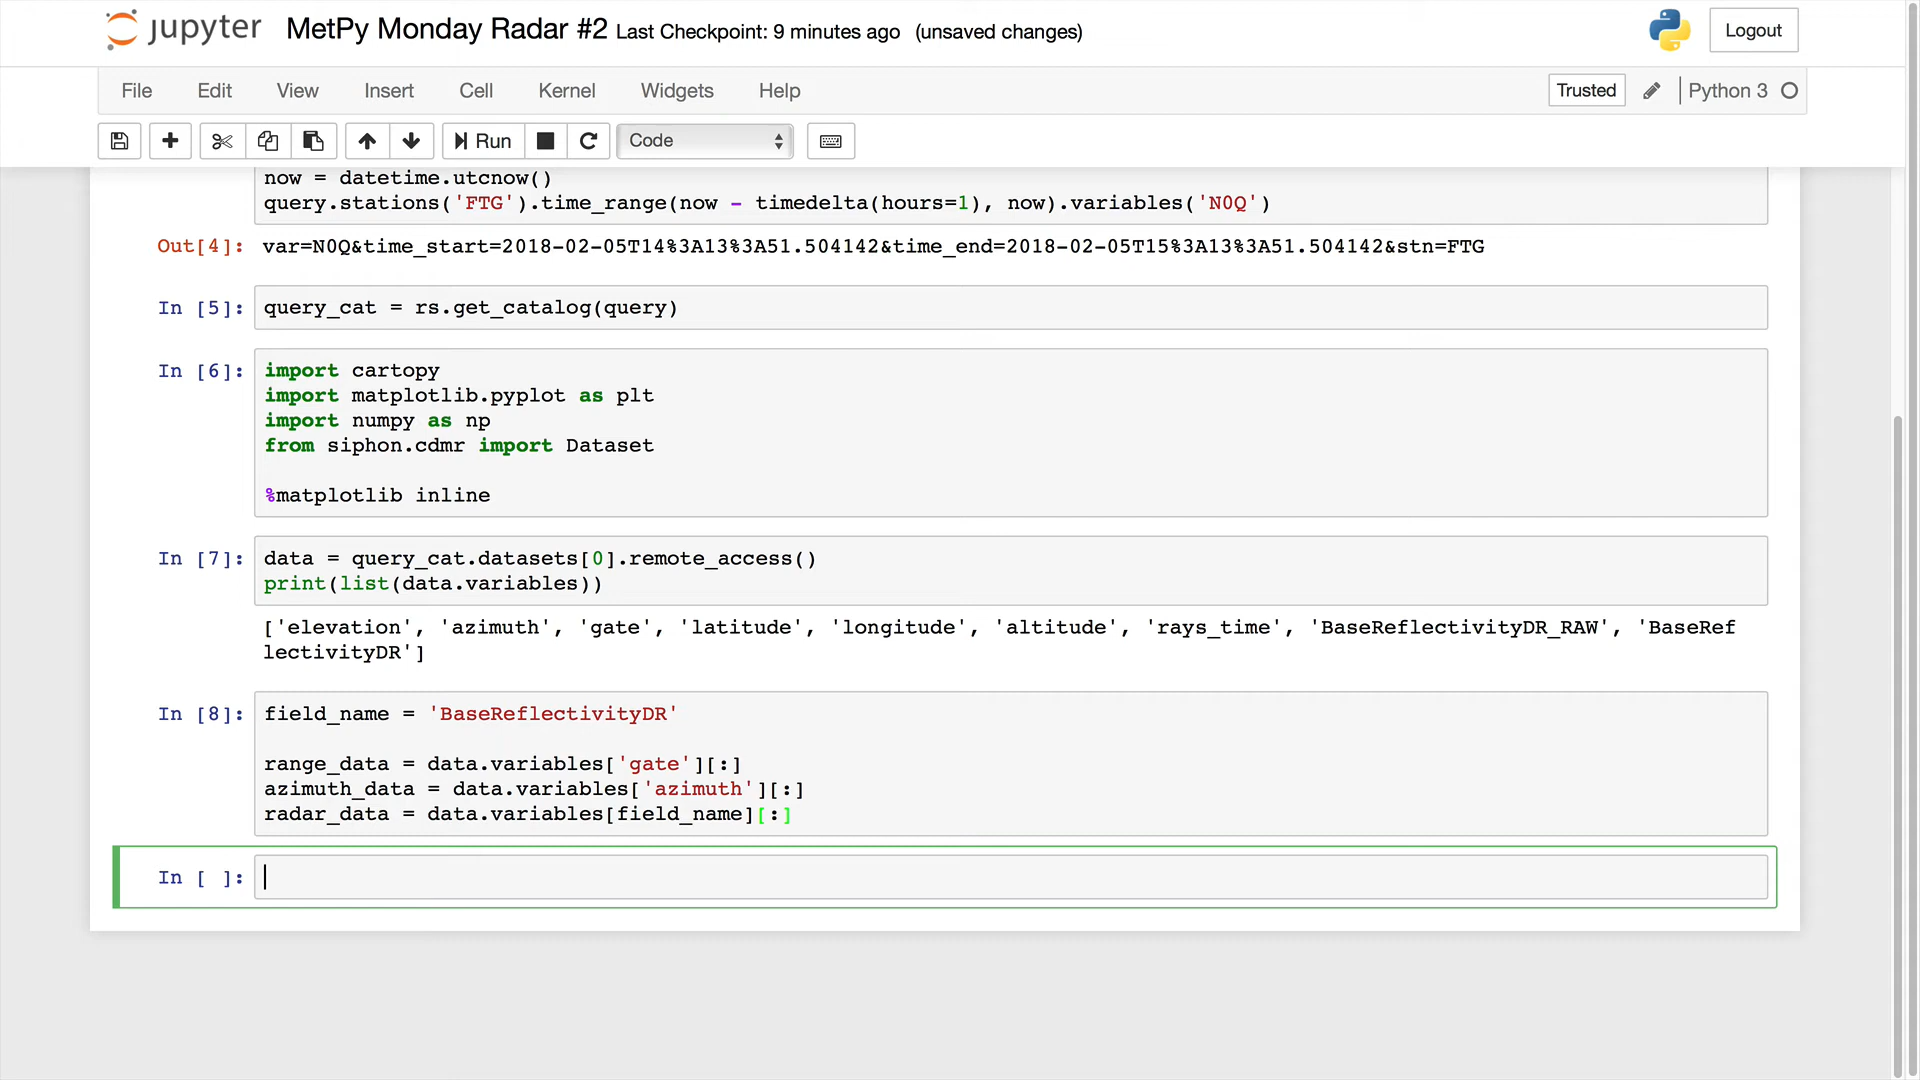 jupyter MetPy Monday Radar #2 Last Checkpoint: 9 minutes ago (unsaved changes) Logout
File Edit View Insert Cell Kernel Widgets Help Trusted Python 3
Run Code
now = datetime.utcnow()
query.stations('FTG').time_range(now - timedelta(hours=1), now).variables('N0Q')
Out[4]: var=N0Q&time_start=2018-02-05T14%3A13%3A51.504142&time_end=2018-02-05T15%3A13%3A51.504142&stn=FTG
In [5]: query_cat = rs.get_catalog(query)
In [6]: import cartopy
import matplotlib.pyplot as plt
import numpy as np
from siphon.cdmr import Dataset
%matplotlib inline
In [7]: data = query_cat.datasets[0].remote_access()
print(list(data.variables))
['elevation', 'azimuth', 'gate', 'latitude', 'longitude', 'altitude', 'rays_time', 'BaseReflectivityDR_RAW', 'BaseRef
lectivityDR']
In [8]: field_name = 'BaseReflectivityDR'
range_data = data.variables['gate'][:]
azimuth_data = data.variables['azimuth'][:]
radar_data = data.variables[field_name][:]
In [ ]: